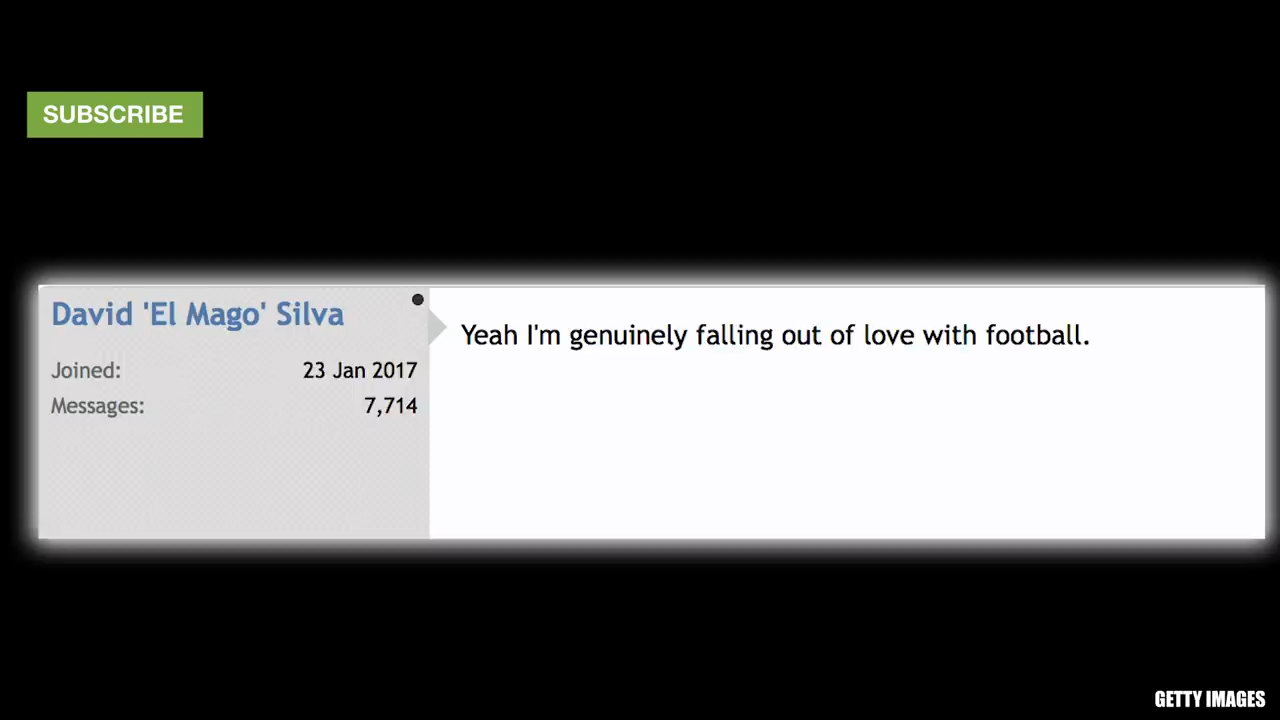 SUBSCRIBE
David 'El Mago' Silva
Joined: 23 Jan 2017
Messages: 7,714
Yeah I'm genuinely falling out of love with football.
GETTY IMAGES